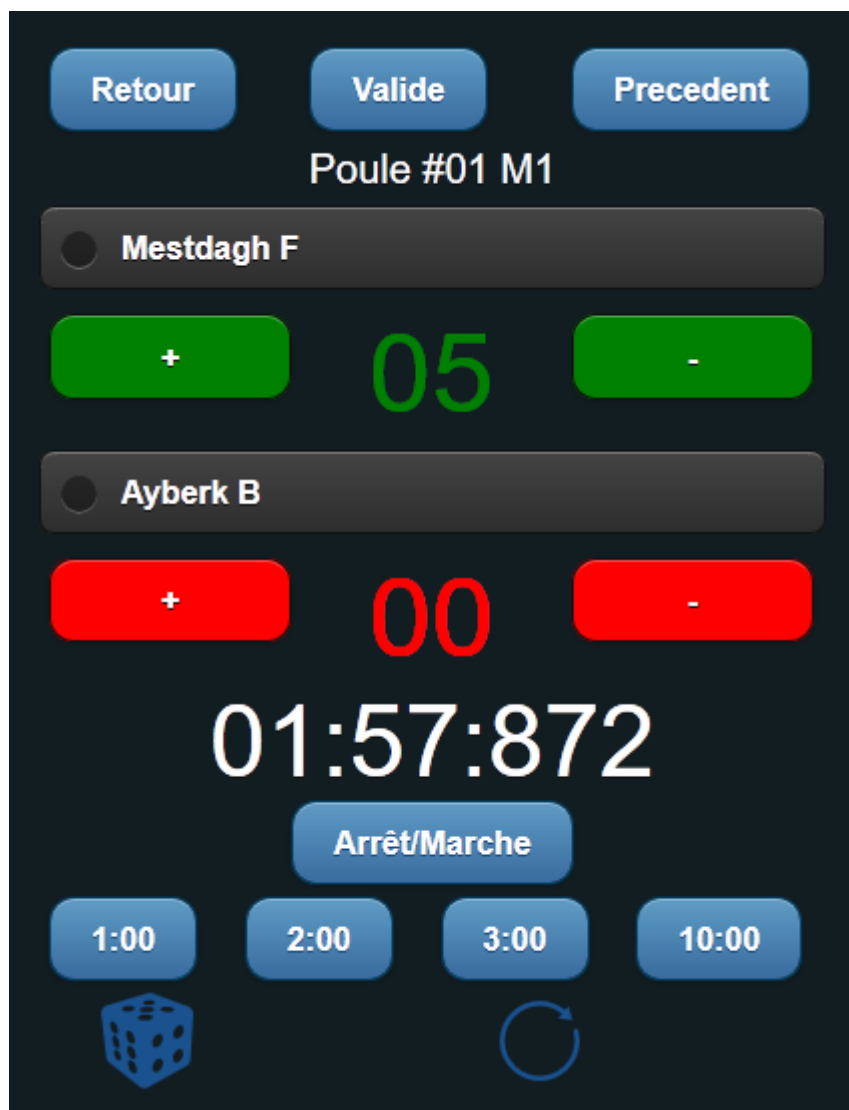 Retour Valide Precedent
Poule #01 M1
Mestdagh F
+ 05 -
Ayberk B
+ 00 -
01:57:872
Arrêt/Marche
1:00 2:00 3:00 10:00